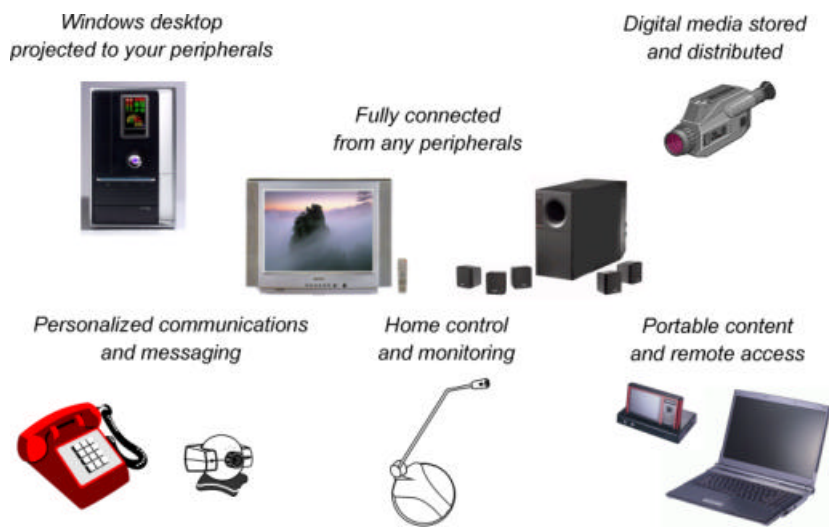 Windows desktop
projected to your peripherals
Digital media stored
and distributed
Fully connected
from any peripherals
Personalized communications
and messaging
Home control
and monitoring
Portable content
and remote access